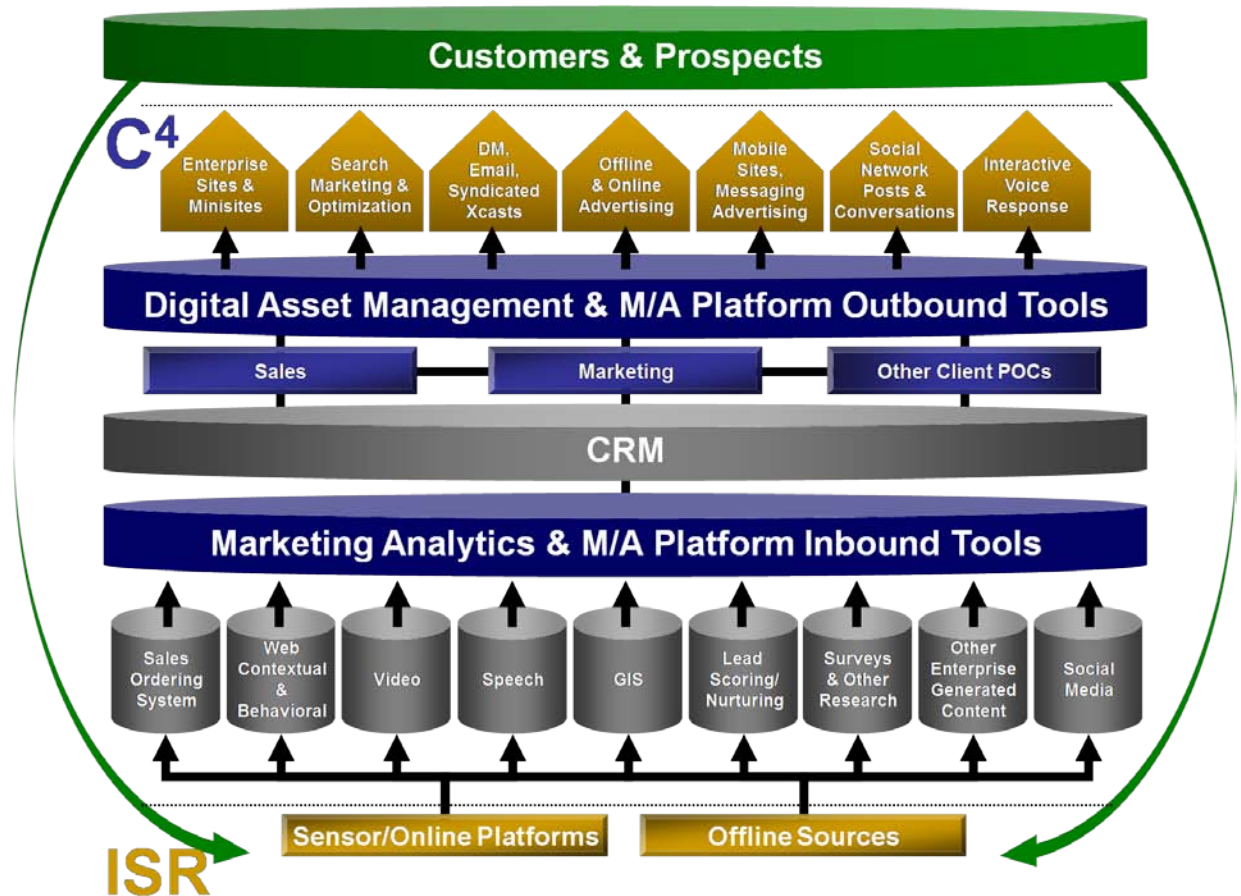 Customers & Prospects
C⁴
Enterprise
Sites &
Minisites
Search
Marketing &
Optimization
DM,
Email,
Syndicated
Xcasts
Offline
& Online
Advertising
Mobile
Sites,
Messaging
Advertising
Social
Network
Posts &
Conversations
Interactive
Voice
Response
Digital Asset Management & M/A Platform Outbound Tools
Sales
Marketing
Other Client POCs
CRM
Marketing Analytics & M/A Platform Inbound Tools
Sales
Ordering
System
Web
Contextual
&
Behavioral
Video
Speech
GIS
Lead
Scoring/
Nurturing
Surveys
& Other
Research
Other
Enterprise
Generated
Content
Social
Media
Sensor/Online Platforms
Offline Sources
ISR